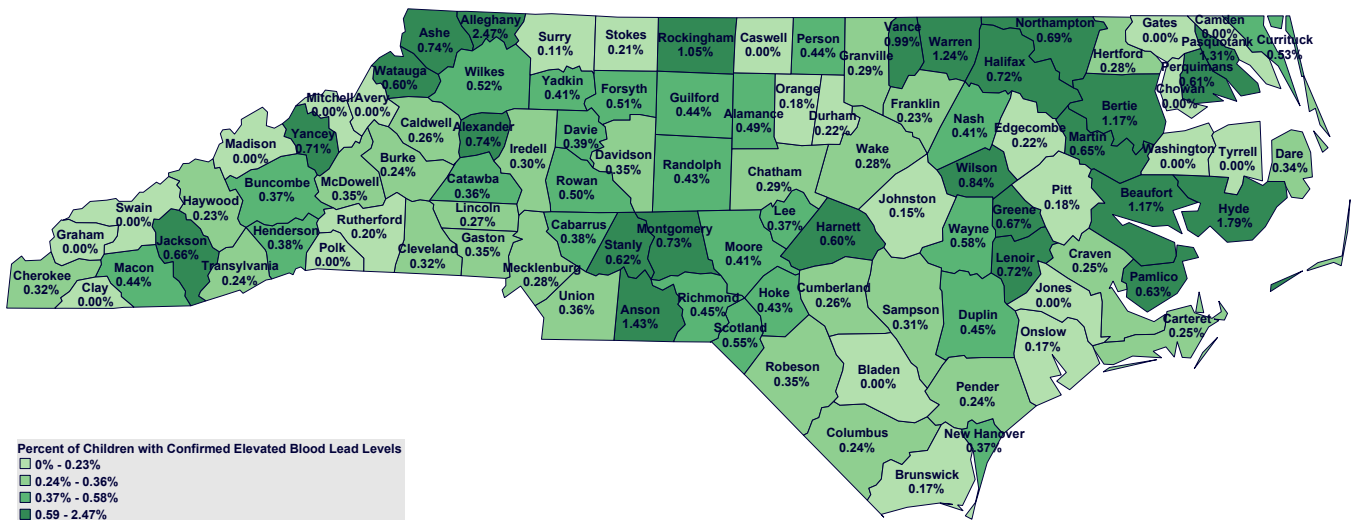 Alleghany
2.47%
Ashe
0.74%
Surry
0.11%
Stokes
0.21%
Rockingham
1.05%
Caswell
0.00%
Person
0.44%
Granville
0.29%
Vance
0.99%
Warren
1.24%
Northampton
0.69%
Gates
0.00%
Camden
0.00%
Pasquotank
1.31%
Currituck
0.53%
Hertford
0.28%
Perquimans
0.61%
Chowan
0.00%
Halifax
0.72%
Watauga
0.60%
Wilkes
0.52%
Yadkin
0.41%
Forsyth
0.51%
Guilford
0.44%
Alamance
0.49%
Orange
0.18%
Durham
0.22%
Franklin
0.23%
Nash
0.41%
Edgecombe
0.22%
Bertie
1.17%
Martin
0.65%
Washington
0.00%
Tyrrell
0.00%
Dare
0.34%
Mitchell
0.00%
Avery
0.00%
Yancey
0.71%
Caldwell
0.26%
Alexander
0.74%
Iredell
0.30%
Davie
0.39%
Davidson
0.35%
Randolph
0.43%
Chatham
0.29%
Wake
0.28%
Wilson
0.84%
Pitt
0.18%
Beaufort
1.17%
Hyde
1.79%
Madison
0.00%
Buncombe
0.37%
McDowell
0.35%
Burke
0.24%
Catawba
0.36%
Rowan
0.50%
Lincoln
0.27%
Johnston
0.15%
Greene
0.67%
Swain
0.00%
Haywood
0.23%
Graham
0.00%
Jackson
0.66%
Henderson
0.38%
Rutherford
0.20%
Polk
0.00%
Cleveland
0.32%
Gaston
0.35%
Cabarrus
0.38%
Stanly
0.62%
Montgomery
0.73%
Moore
0.41%
Lee
0.37%
Harnett
0.60%
Wayne
0.58%
Lenoir
0.72%
Craven
0.25%
Pamlico
0.63%
Cherokee
0.32%
Macon
0.44%
Clay
0.00%
Transylvania
0.24%
Mecklenburg
0.28%
Union
0.36%
Anson
1.43%
Richmond
0.45%
Scotland
0.55%
Hoke
0.43%
Cumberland
0.26%
Sampson
0.31%
Duplin
0.45%
Jones
0.00%
Onslow
0.17%
Carteret
0.25%
Robeson
0.35%
Bladen
0.00%
Pender
0.24%
Columbus
0.24%
New Hanover
0.37%
Brunswick
0.17%
Percent of Children with Confirmed Elevated Blood Lead Levels
0% - 0.23%
0.24% - 0.36%
0.37% - 0.58%
0.59 - 2.47%